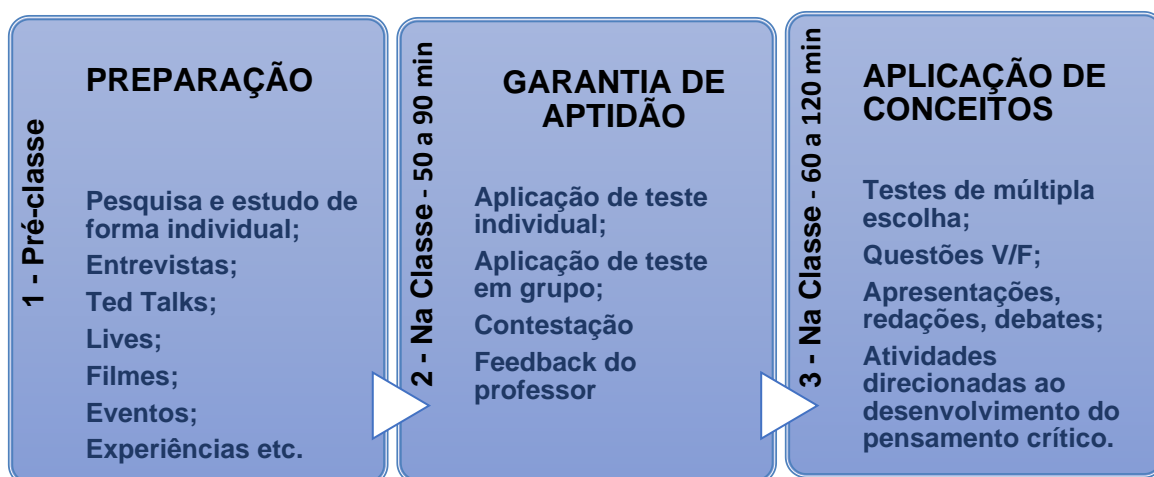 1 - Pré-classe
PREPARAÇÃO
Pesquisa e estudo de
forma individual;
Entrevistas;
Ted Talks;
Lives;
Filmes;
Eventos;
Experiências etc.
2 - Na Classe - 50 a 90 min
GARANTIA DE
APTIDÃO
Aplicação de teste
individual;
Aplicação de teste
em grupo;
Contestação
Feedback do
professor
3 - Na Classe - 60 a 120 min
APLICAÇÃO DE
CONCEITOS
Testes de múltipla
escolha;
Questões V/F;
Apresentações,
redações, debates;
Atividades
direcionadas ao
desenvolvimento do
pensamento crítico.